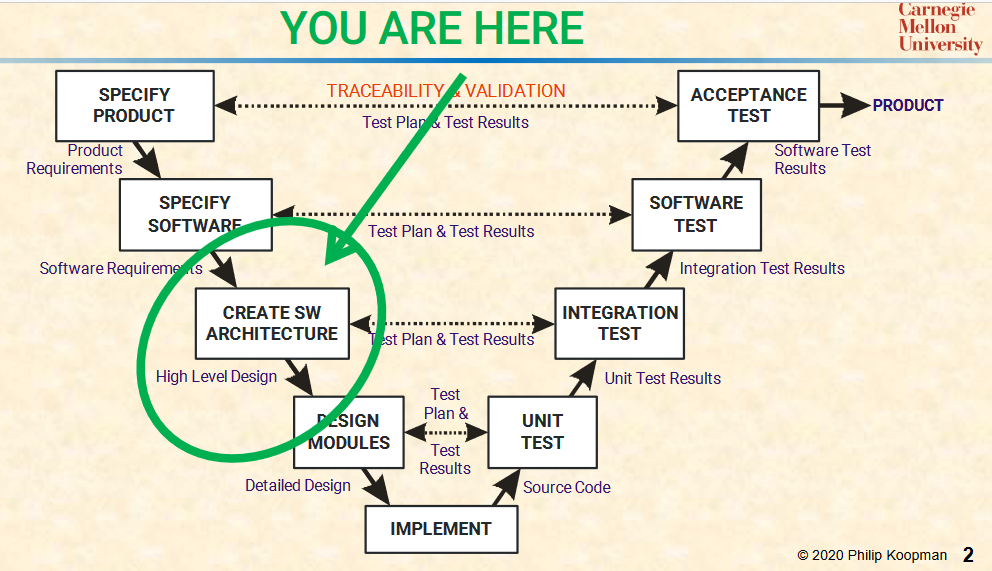 YOU ARE HERE
Carnegie
Mellon
University
SPECIFY
PRODUCT
TRACEABILITY & VALIDATION
Test Plan & Test Results
ACCEPTANCE
TEST
PRODUCT
Product
Requirements
Software Test
Results
SPECIFY
SOFTWARE
Test Plan & Test Results
SOFTWARE
TEST
Software Requirements
Integration Test Results
CREATE SW
ARCHITECTURE
Test Plan & Test Results
INTEGRATION
TEST
High Level Design
Unit Test Results
DESIGN
MODULES
Test
Plan &
Test
Results
UNIT
TEST
Detailed Design
Source Code
IMPLEMENT
© 2020 Philip Koopman 2